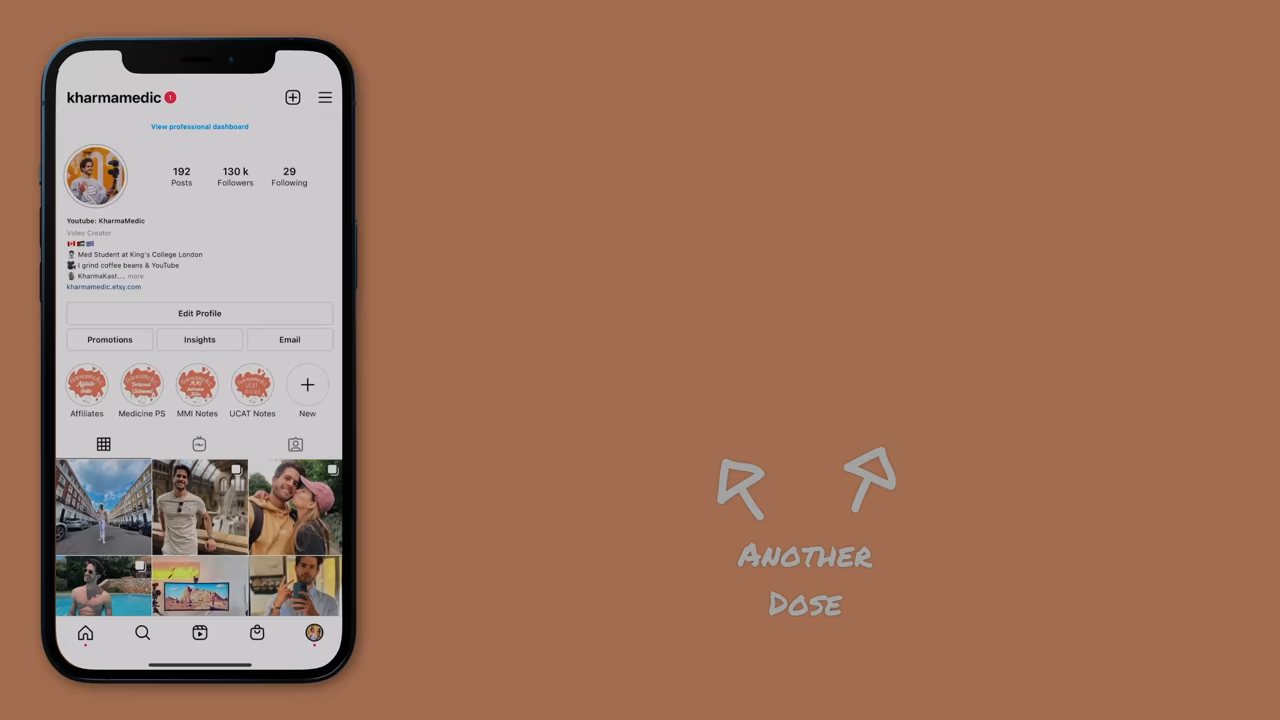 kharmamedic 1
View professional dashboard
192 130 k 29
Posts Followers Following
Youtube: KharmaMedic
Video Creator
Med Student at King's College London
I grind coffee beans & YouTube
KharmaKast... more
kharmamedic.etsy.com
Edit Profile
Promotions Insights Email
Affiliates Medicine PS MMI Notes UCAT Notes New
Another
Dose